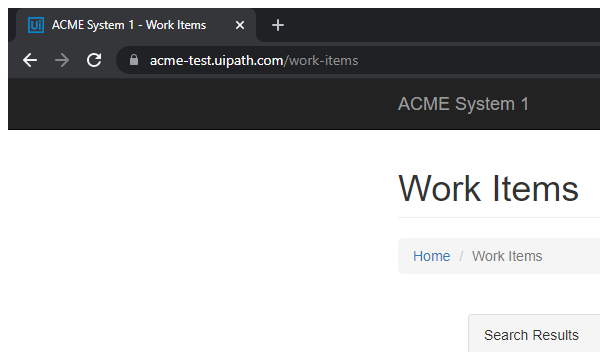 Ui ACME System 1 - Work Items
acme-test.uipath.com/work-items
ACME System 1
Work Items
Home / Work Items
Search Results